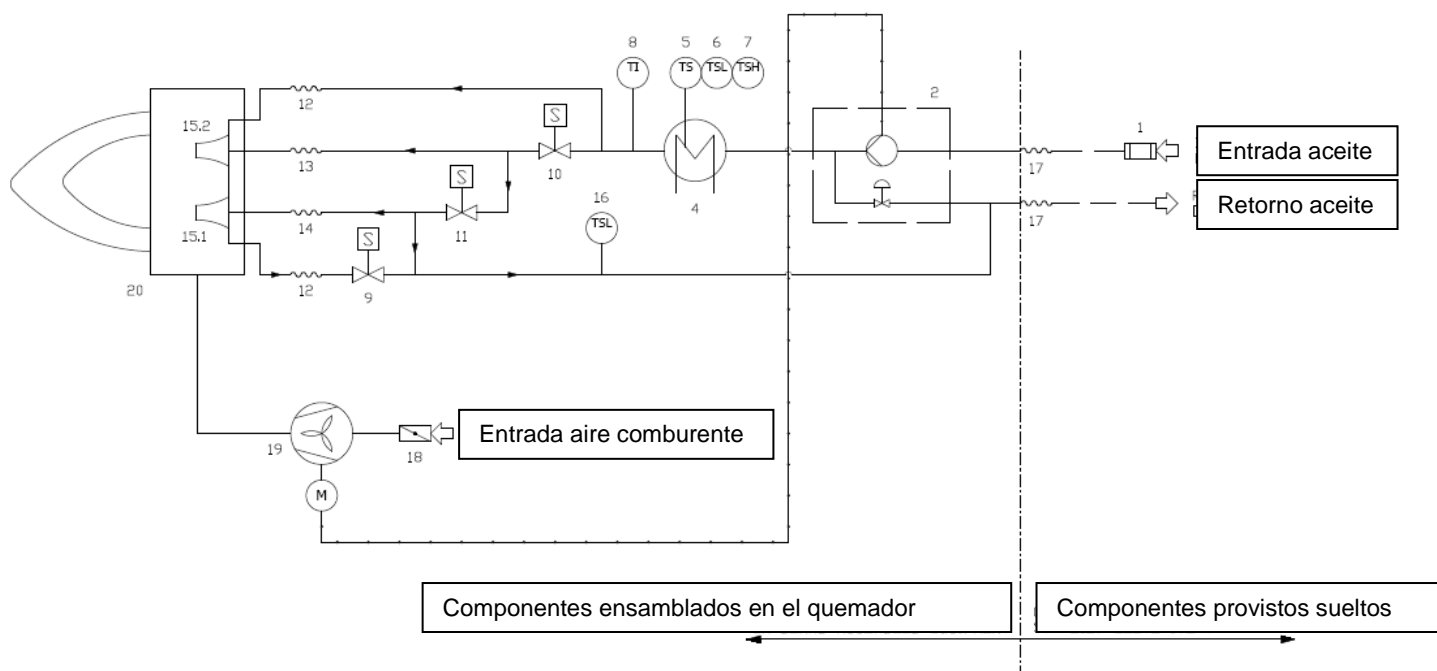 8
5
6
7
TI
TS
TSL
TSH
2
12
15.2
S
1
Entrada aceite
13
10
17
S
16
4
Retorno aceite
14
11
TSL
17
15.1
S
20
12
9
19
18
Entrada aire comburente
M
Componentes ensamblados en el quemador
Componentes provistos sueltos